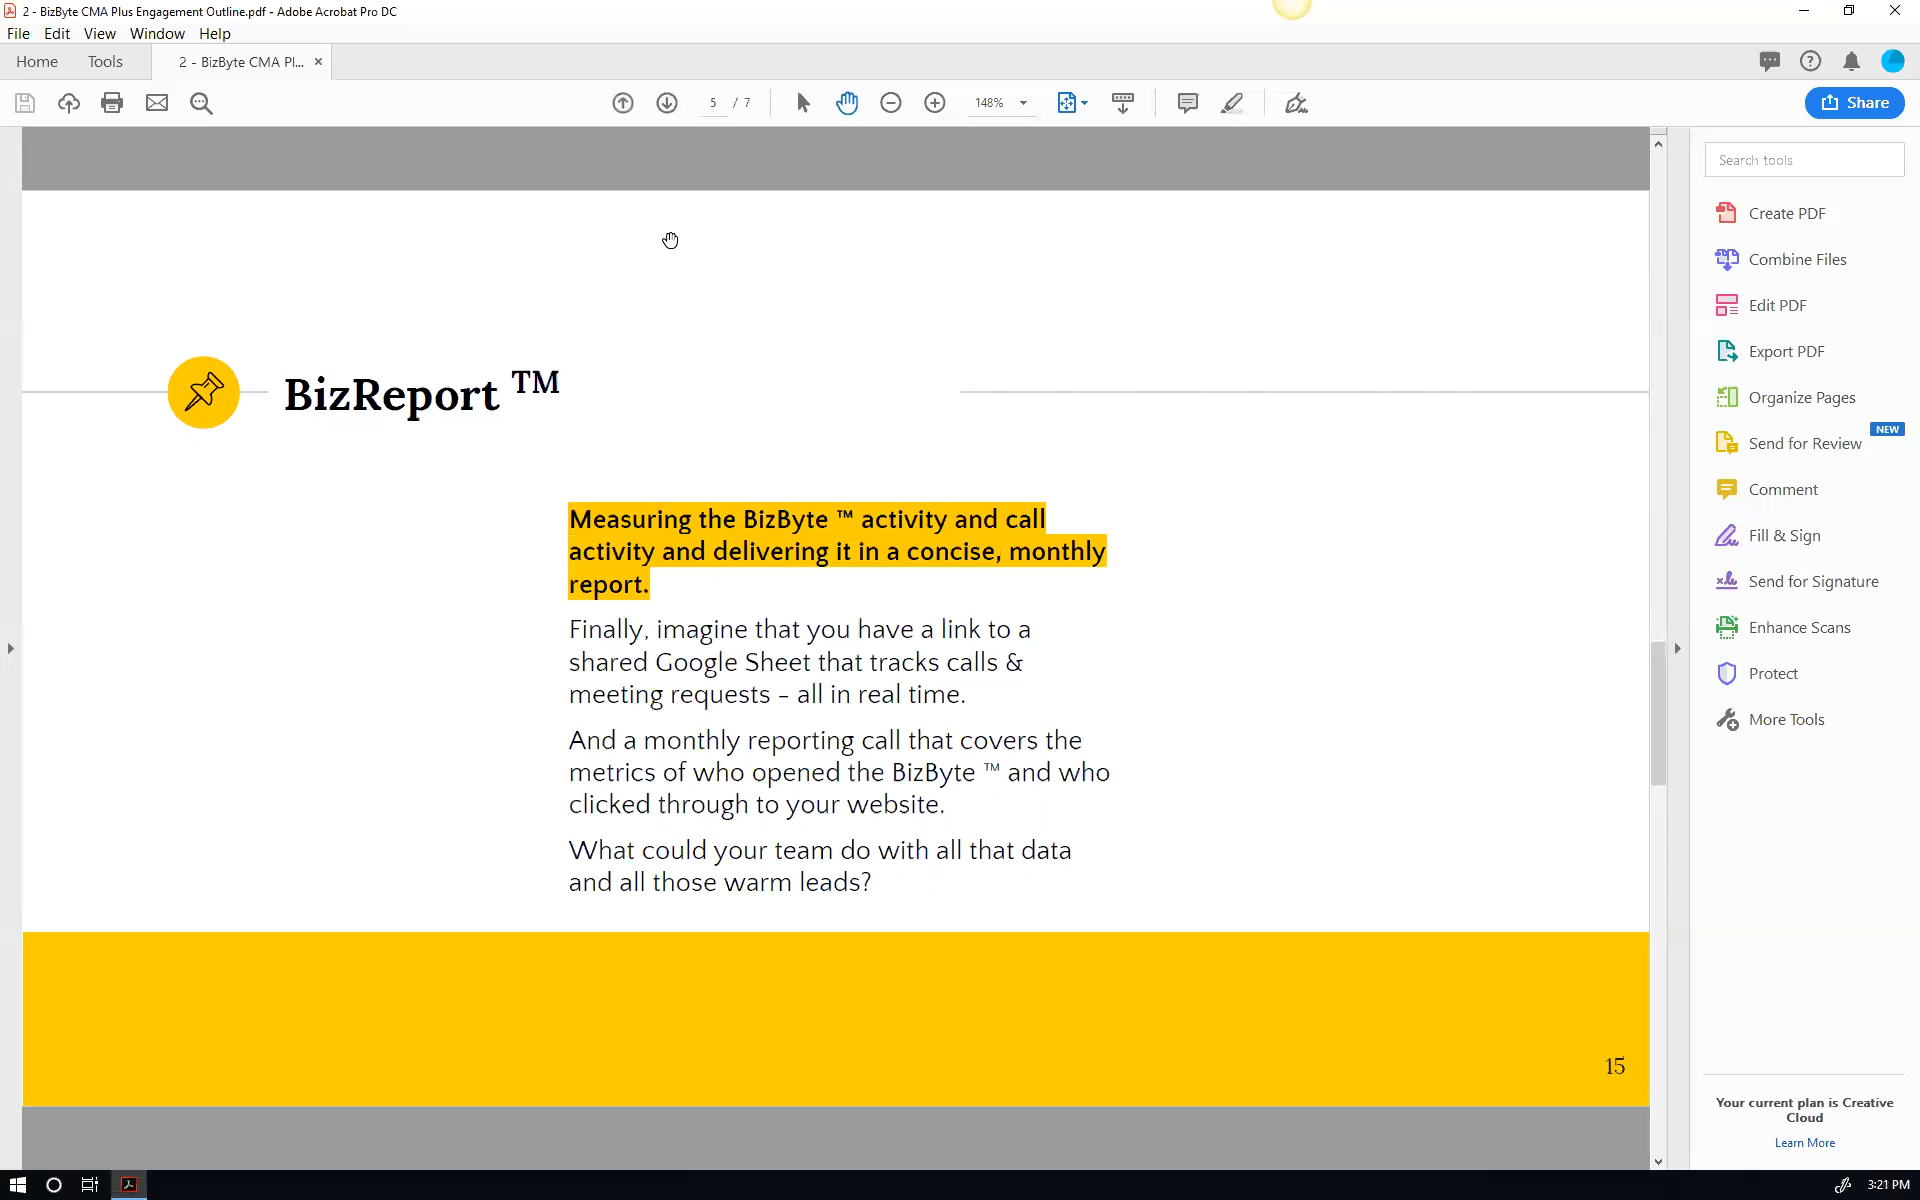 2 - BizByte CMA Plus Engagement Outline.pdf - Adobe Acrobat Pro DC
File Edit View Window Help
Home Tools 2 - BizByte CMA Pl... ×
5 / 7 148% Share
Search tools
Create PDF
Combine Files
Edit PDF
Export PDF
Organize Pages
Send for Review NEW
Comment
Fill & Sign
Send for Signature
Enhance Scans
Protect
More Tools
Your current plan is Creative
Cloud
Learn More
BizReport ™
Measuring the BizByte ™ activity and call
activity and delivering it in a concise, monthly
report.
Finally, imagine that you have a link to a
shared Google Sheet that tracks calls &
meeting requests – all in real time.
And a monthly reporting call that covers the
metrics of who opened the BizByte ™ and who
clicked through to your website.
What could your team do with all that data
and all those warm leads?
15
3:21 PM